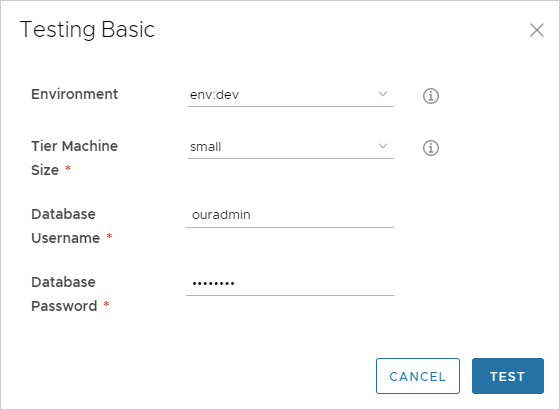 Testing Basic
Environment env:dev
Tier Machine
Size * small
Database
Username * ouradmin
Database
Password * ••••••••
CANCEL TEST